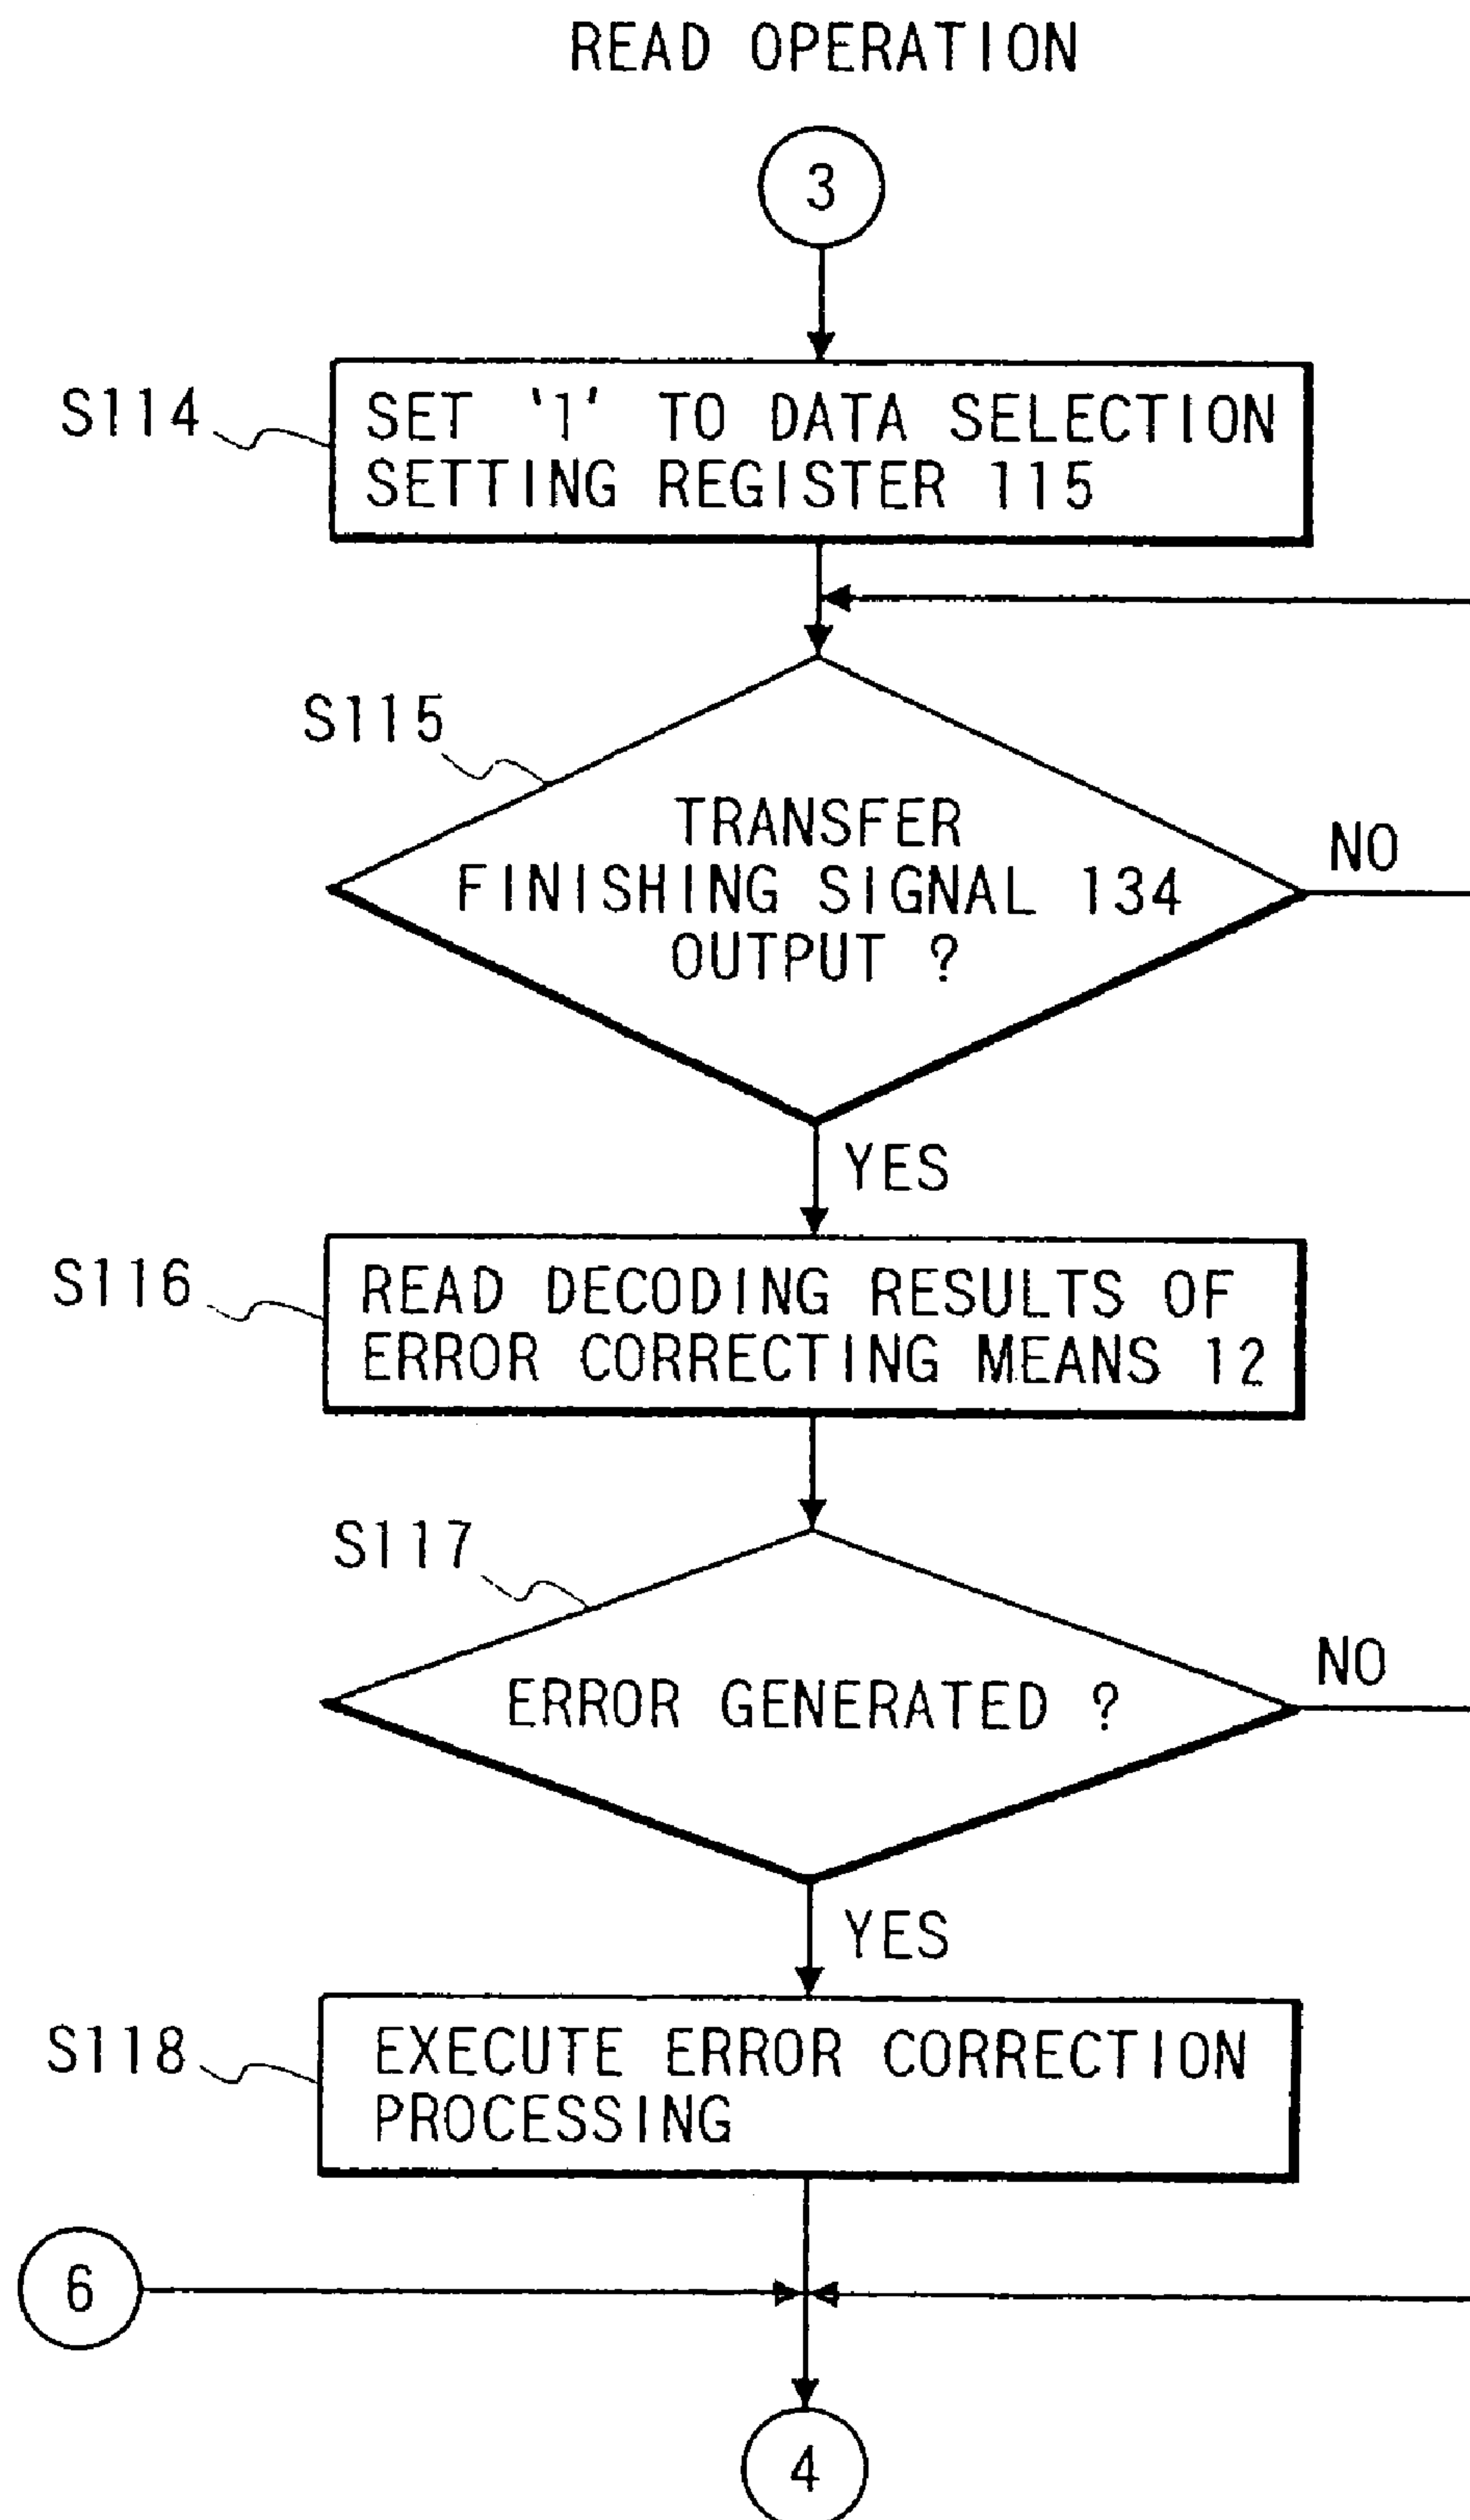 READ OPERATION
3
S114
SET '1' TO DATA SELECTION
SETTING REGISTER 115
S115
TRANSFER
FINISHING SIGNAL 134
OUTPUT ?
NO
YES
S116
READ DECODING RESULTS OF
ERROR CORRECTING MEANS 12
S117
ERROR GENERATED ?
NO
YES
S118
EXECUTE ERROR CORRECTION
PROCESSING
6
4